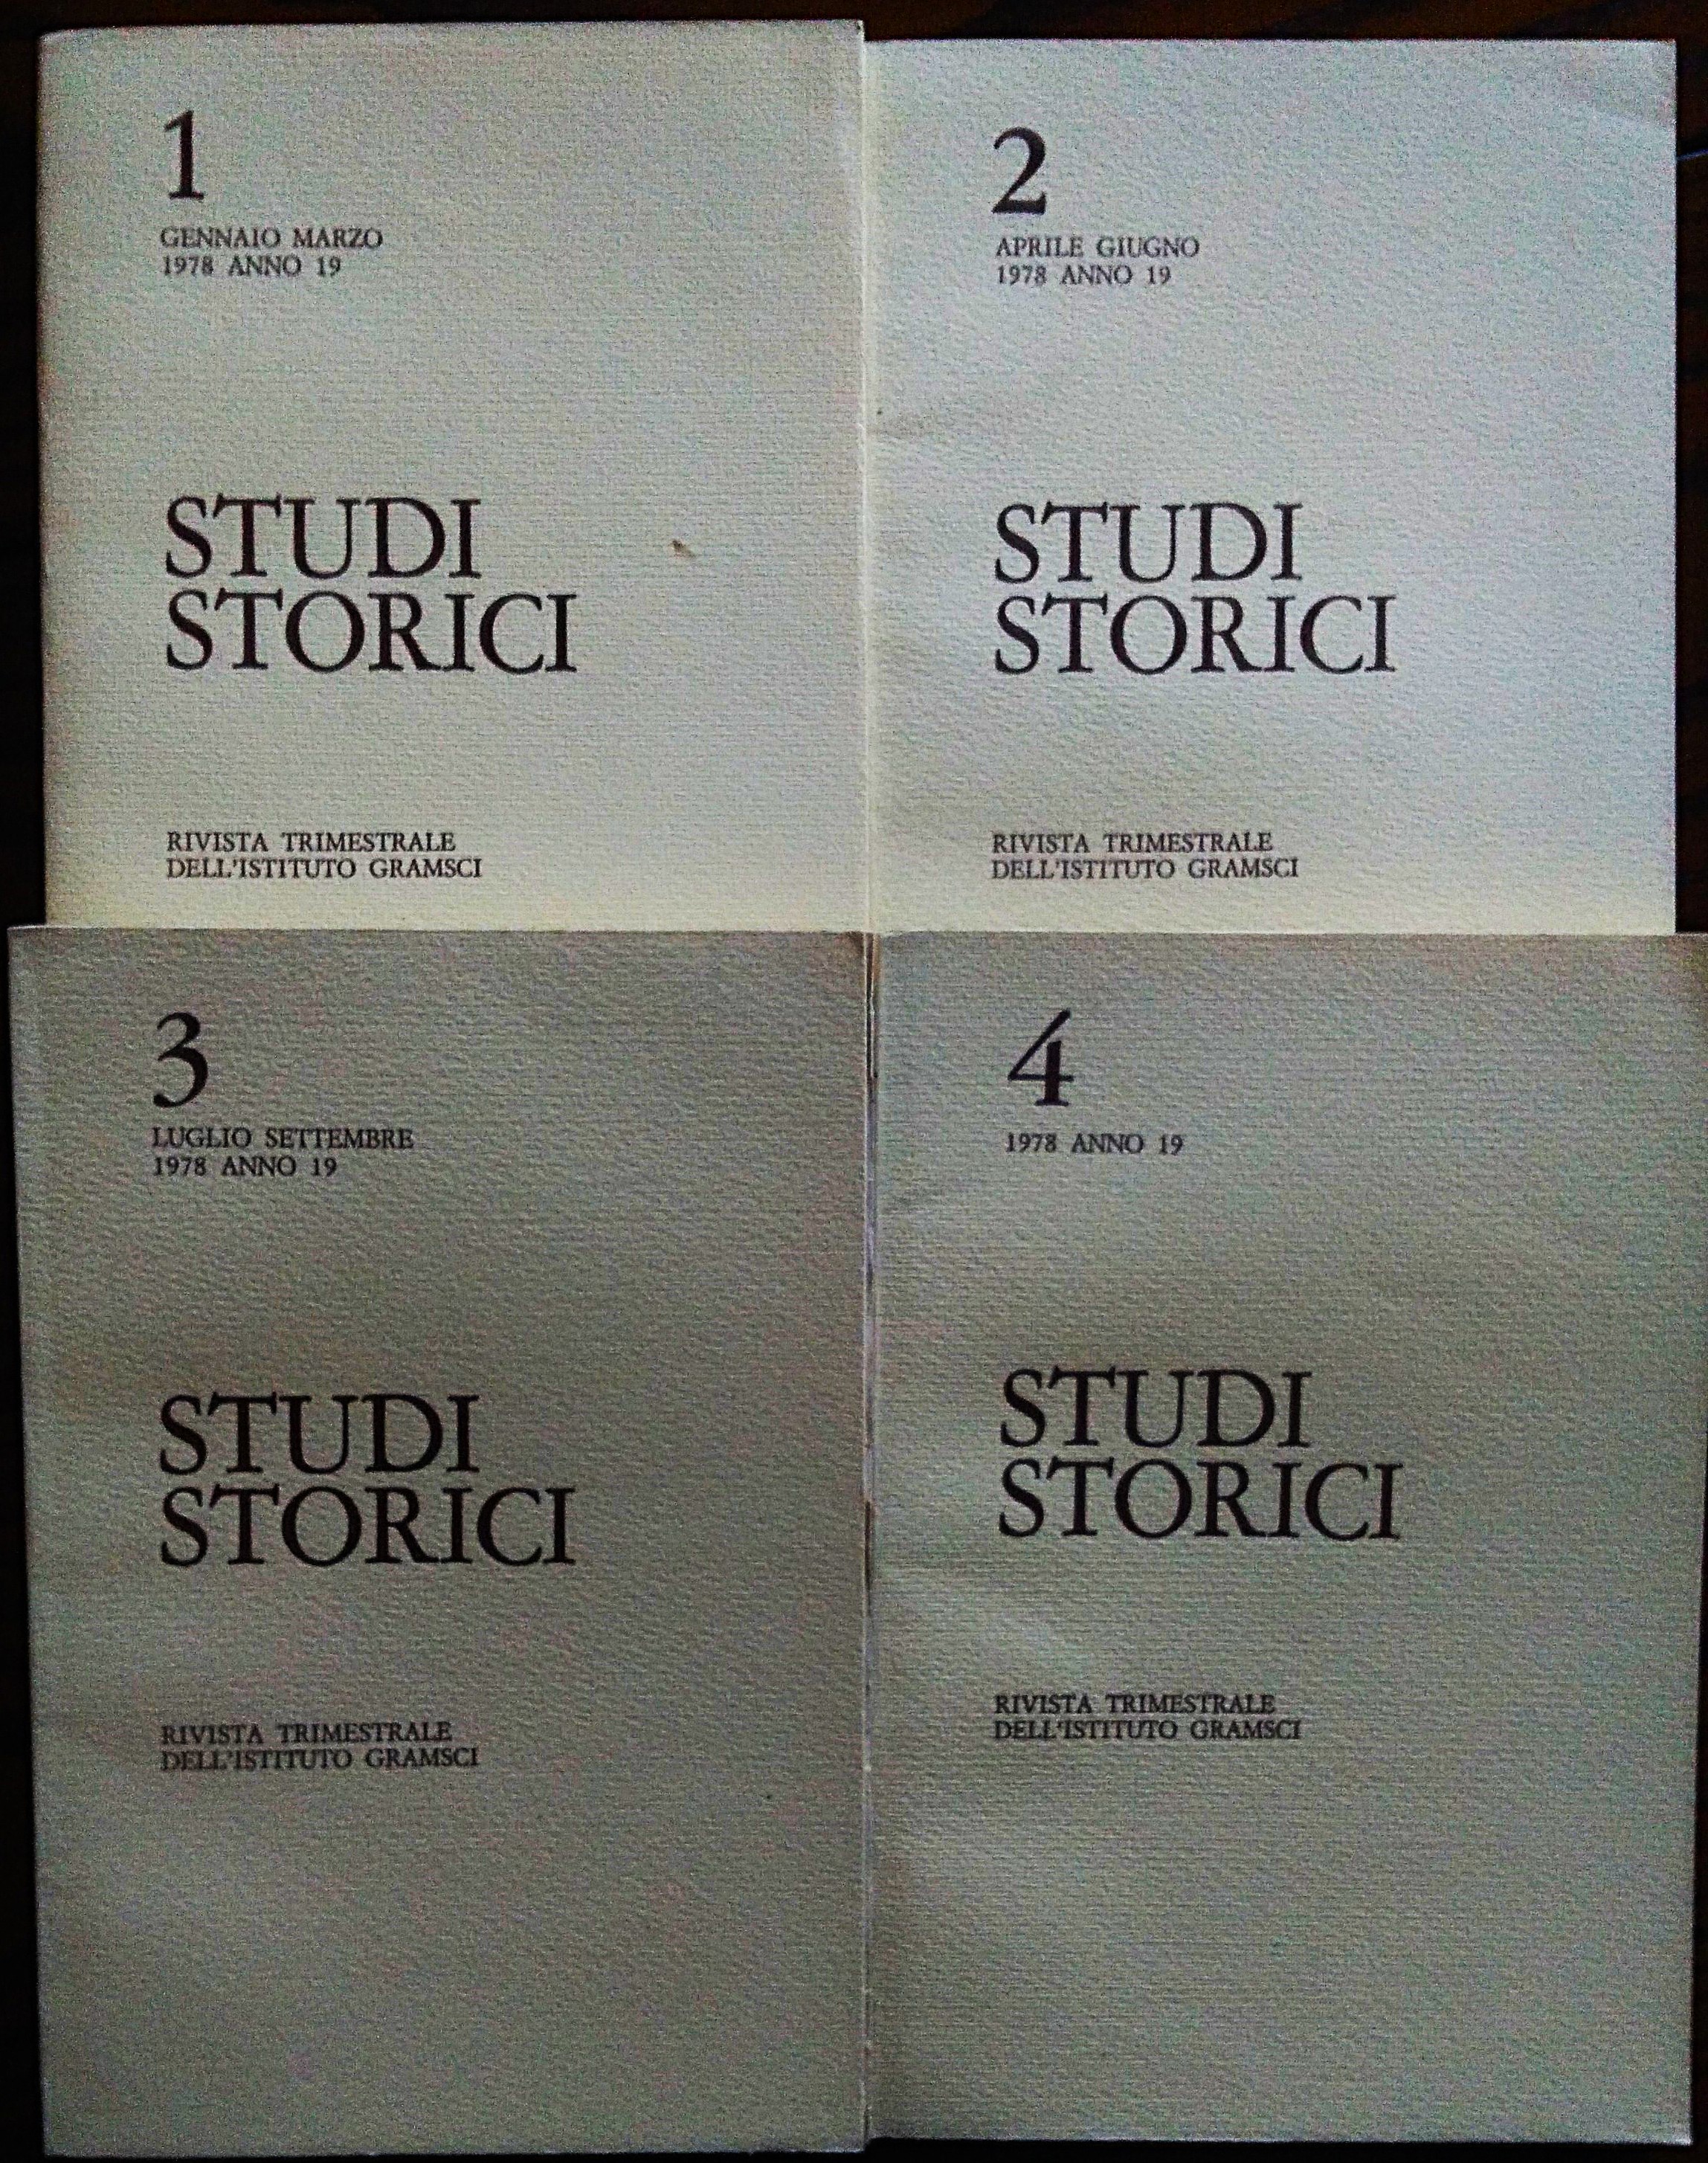 1
GENNAIO MARZO
1978 ANNO 19
STUDI
STORICI
RIVISTA TRIMESTRALE
DELL'ISTITUTO GRAMSCI
2
APRILE GIUGNO
1978 ANNO 19
STUDI
STORICI
RIVISTA TRIMESTRALE
DELL'ISTITUTO GRAMSCI
3
LUGLIO SETTEMBRE
1978 ANNO 19
STUDI
STORICI
RIVISTA TRIMESTRALE
DELL'ISTITUTO GRAMSCI
4
1978 ANNO 19
STUDI
STORICI
RIVISTA TRIMESTRALE
DELL'ISTITUTO GRAMSCI